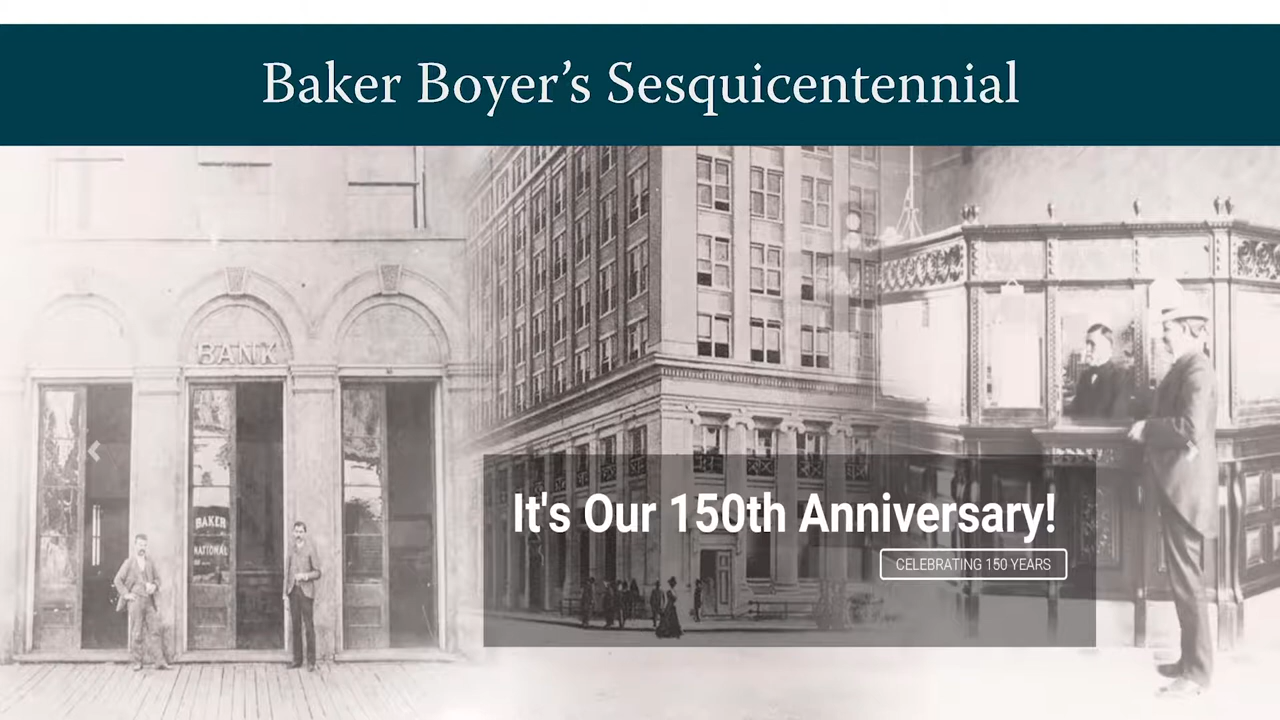 Baker Boyer’s Sesquicentennial
BANK
BAKER
NATIONAL
It's Our 150th Anniversary!
CELEBRATING 150 YEARS